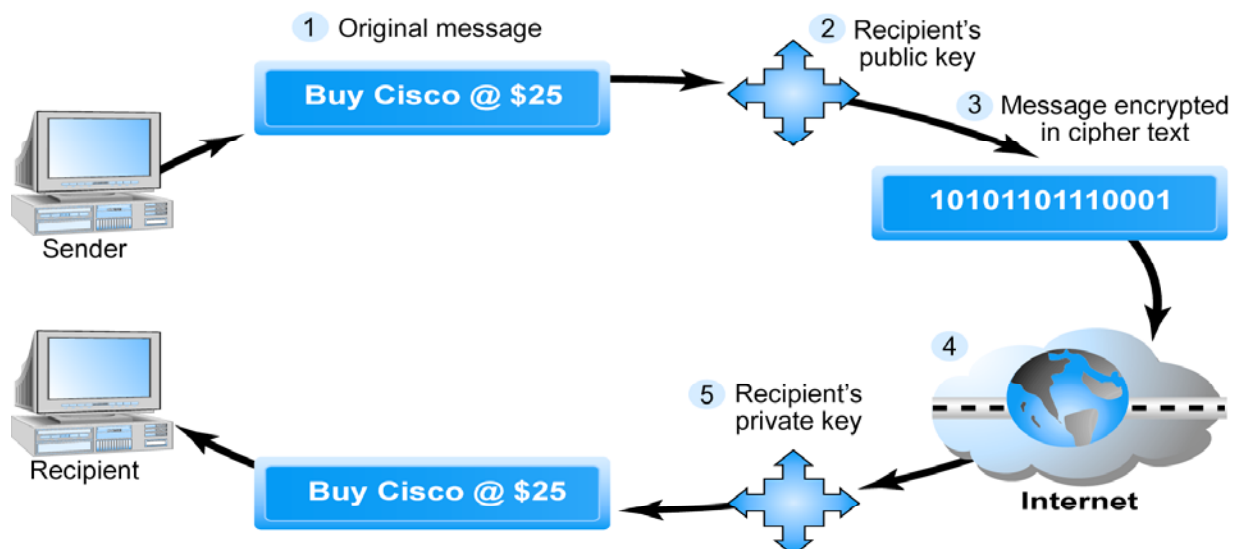 1 Original message
Buy Cisco @ $25
2 Recipient's
public key
3 Message encrypted
in cipher text
10101101110001
Sender
4
Internet
5 Recipient's
private key
Buy Cisco @ $25
Recipient